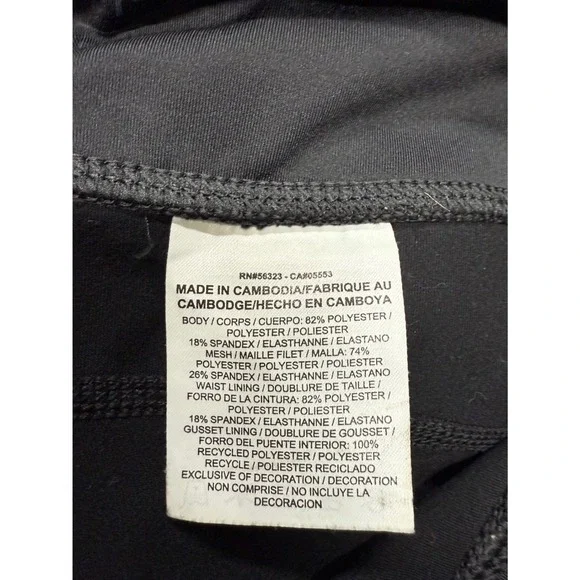 RN#56323 - CA#05553
MADE IN CAMBODIA/FABRIQUE AU
CAMBODGE/HECHO EN CAMBOYA
BODY / CORPS / CUERPO: 82% POLYESTER /
POLYESTER / POLIESTER
18% SPANDEX / ELASTHANNE / ELASTANO
MESH / MAILLE FILET / MALLA: 74%
POLYESTER / POLYESTER / POLIESTER
26% SPANDEX / ELASTHANNE / ELASTANO
WAIST LINING / DOUBLURE DE TAILLE /
FORRO DE LA CINTURA: 82% POLYESTER /
POLYESTER / POLIESTER
18% SPANDEX / ELASTHANNE / ELASTANO
GUSSET LINING / DOUBLURE DE GOUSSET /
FORRO DEL PUENTE INTERIOR: 100%
RECYCLED POLYESTER / POLYESTER
RECYCLE / POLIESTER RECICLADO
EXCLUSIVE OF DECORATION / DECORATION
NON COMPRISE / NO INCLUYE LA
DECORACION